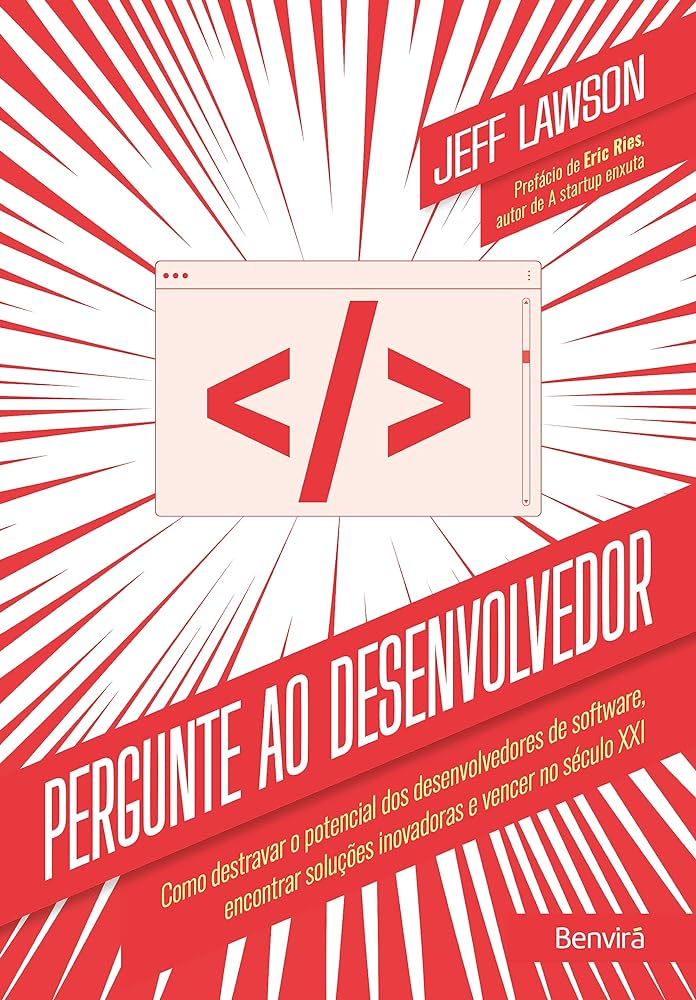 JEFF LAWSON
Prefácio de Eric Ries,
autor de A startup enxuta
</>
PERGUNTE AO DESENVOLVEDOR
Como destravar o potencial dos desenvolvedores de software,
encontrar soluções inovadoras e vencer no século XXI
Benvirá